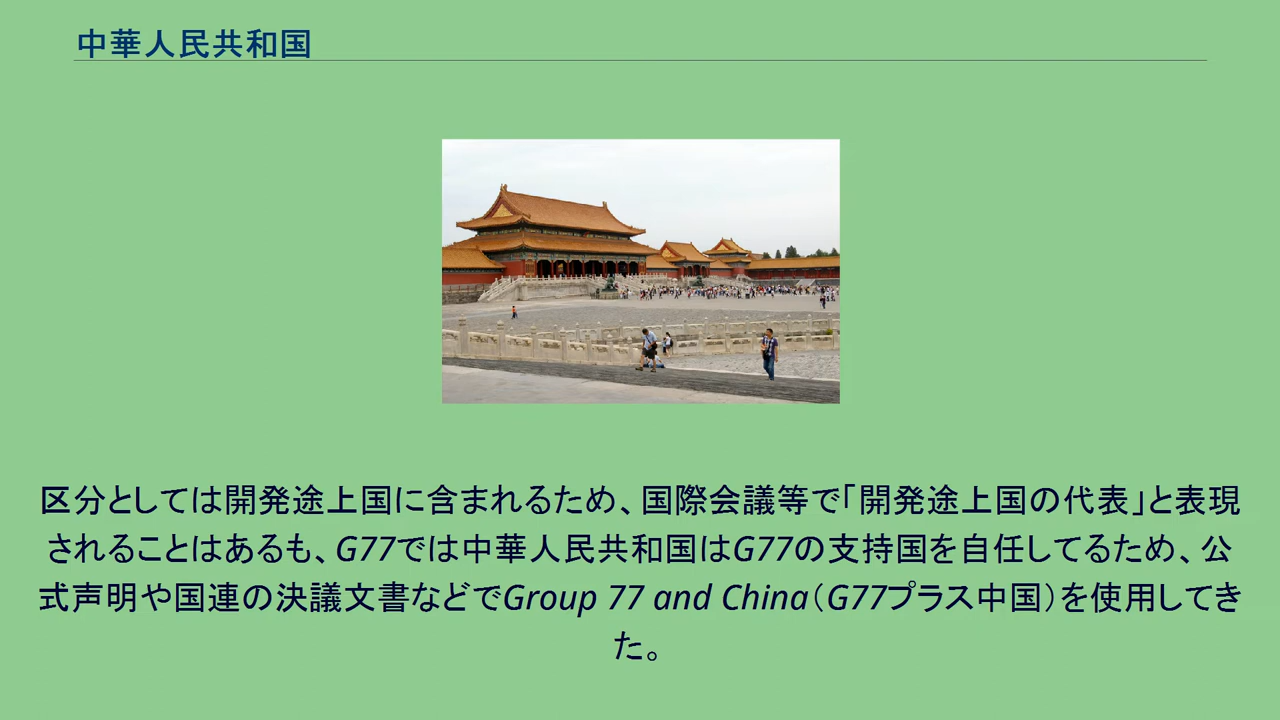 中華人民共和国
区分としては開発途上国に含まれるため、国際会議等で「開発途上国の代表」と表現
されることはあるも、G77では中華人民共和国はG77の支持国を自任してるため、公
式声明や国連の決議文書などでGroup 77 and China（G77プラス中国）を使用してき
た。